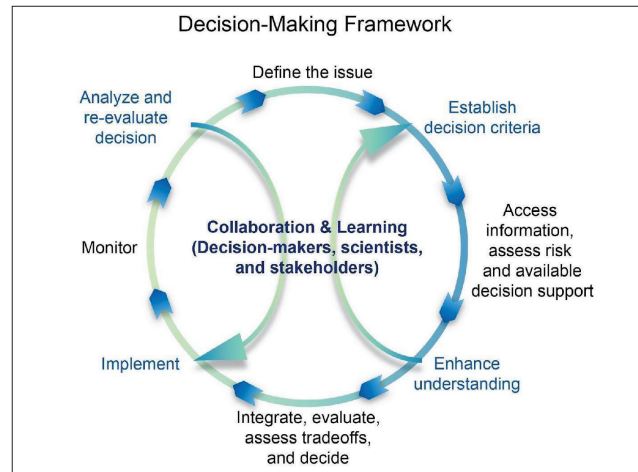 Decision-Making Framework
Define the issue
Establish
decision criteria
Access
information,
assess risk
and available
decision support
Enhance
understanding
Integrate, evaluate,
assess tradeoffs,
and decide
Implement
Monitor
Analyze and
re-evaluate
decision
Collaboration & Learning
(Decision-makers, scientists,
and stakeholders)